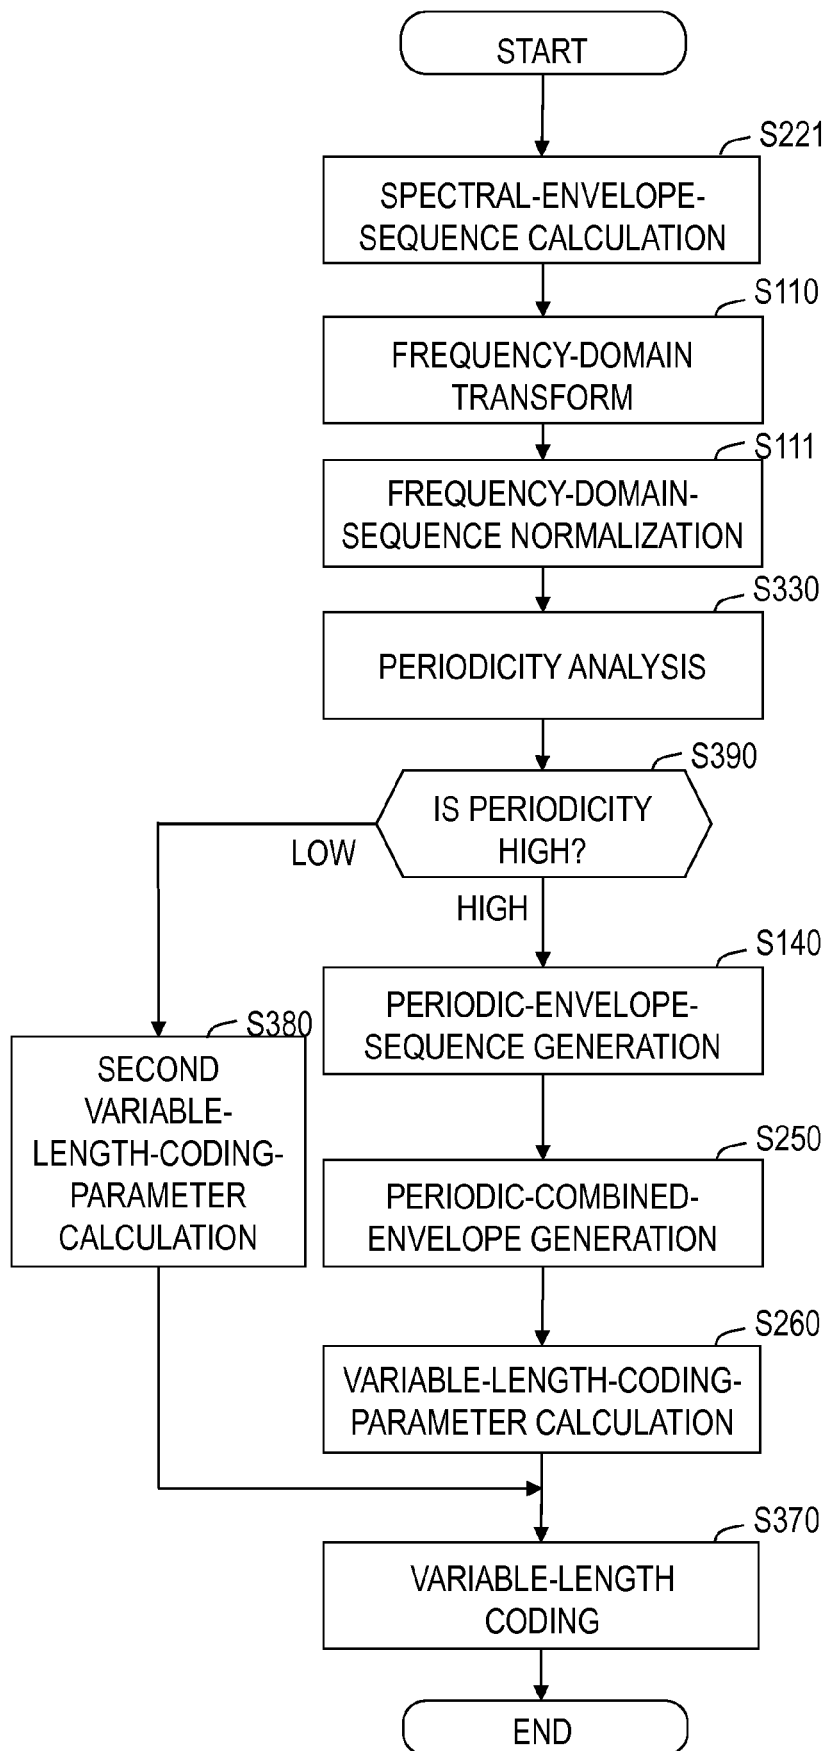 START
S221
SPECTRAL-ENVELOPE-
SEQUENCE CALCULATION
S110
FREQUENCY-DOMAIN
TRANSFORM
S111
FREQUENCY-DOMAIN-
SEQUENCE NORMALIZATION
S330
PERIODICITY ANALYSIS
S390
IS PERIODICITY
HIGH?
LOW
HIGH
S140
PERIODIC-ENVELOPE-
SEQUENCE GENERATION
S380
SECOND
VARIABLE-
LENGTH-CODING-
PARAMETER
CALCULATION
S250
PERIODIC-COMBINED-
ENVELOPE GENERATION
S260
VARIABLE-LENGTH-CODING-
PARAMETER CALCULATION
S370
VARIABLE-LENGTH
CODING
END